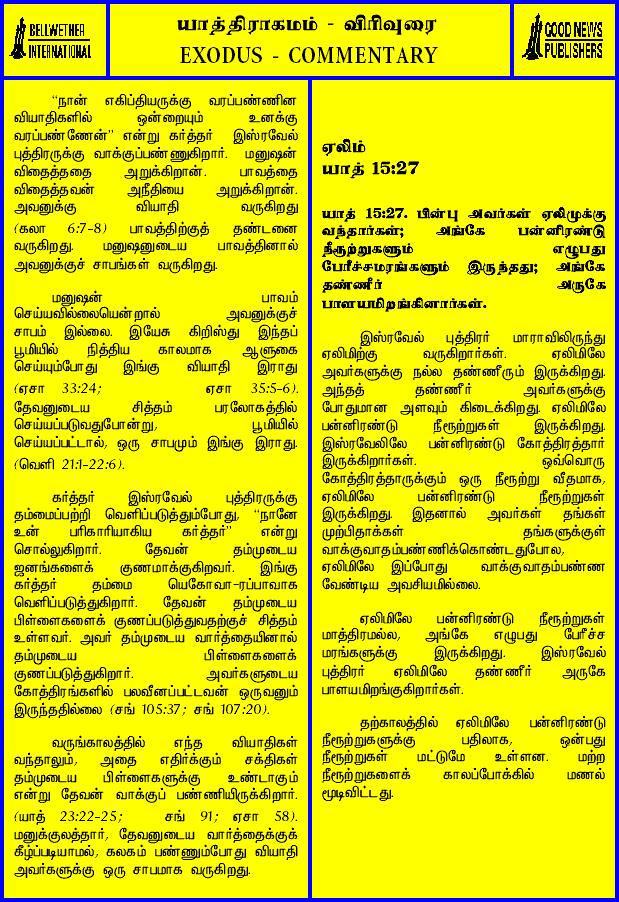 BELLWETHER
INTERNATIONAL
யாத்திராகமம் - விரிவுரை
EXODUS - COMMENTARY
GOOD NEWS
PUBLISHERS
“நான் எகிப்தியருக்கு வரப்பண்ணின
வியாதிகளில் ஒன்றையும் உனக்கு
வரப்பண்ணேன்” என்று கர்த்தர் இஸ்ரவேல்
புத்திரருக்கு வாக்குப்பண்ணுகிறார். மனுஷன்
விதைத்ததை அறுக்கிறான். பாவத்தை
விதைத்தவன் அநீதியை அறுக்கிறான்.
அவனுக்கு வியாதி வருகிறது
(கலா 6:7-8) பாவத்திற்குத் தண்டனை
வருகிறது. மனுஷனுடைய பாவத்தினால்
அவனுக்குச் சாபங்கள் வருகிறது.
மனுஷன் பாவம்
செய்யவில்லையென்றால் அவனுக்குச்
சாபம் இல்லை. இயேசு கிறிஸ்து இந்தப்
பூமியில் நித்திய காலமாக ஆளுகை
செய்யும்போது இங்கு வியாதி இராது
(ஏசா 33:24; ஏசா 35:5-6).
தேவனுடைய சித்தம் பரலோகத்தில்
செய்யப்படுவதுபோன்று, பூமியில்
செய்யப்பட்டால், ஒரு சாபமும் இங்கு இராது.
(வெளி 21:1-22:6).
கர்த்தர் இஸ்ரவேல் புத்திரருக்கு
தம்மைப்பற்றி வெளிப்படுத்தும்போது, “நானே
உன் பரிகாரியாகிய கர்த்தர்” என்று
சொல்லுகிறார். தேவன் தம்முடைய
ஜனங்களைக் குணமாக்குகிறவர். இங்கு
கர்த்தர் தம்மை யெகோவா-ரப்பாவாக
வெளிப்படுத்துகிறார். தேவன் தம்முடைய
பிள்ளைகளைக் குணப்படுத்துவதற்குச் சித்தம்
உள்ளவர். அவர் தம்முடைய வார்த்தையினால்
தம்முடைய பிள்ளைகளைக்
குணப்படுத்துகிறார். அவர்களுடைய
கோத்திரங்களில் பலவீனப்பட்டவன் ஒருவனும்
இருந்ததில்லை (சங் 105:37; சங் 107:20).
வருங்காலத்தில் எந்த வியாதிகள்
வந்தாலும், அதை எதிர்க்கும் சக்திகள்
தம்முடைய பிள்ளைகளுக்கு உண்டாகும்
என்று தேவன் வாக்குப் பண்ணியிருக்கிறார்.
(யாத் 23:22-25; சங் 91; ஏசா 58).
மனுக்குலத்தார், தேவனுடைய வார்த்தைக்குக்
கீழ்ப்படியாமல், கலகம் பண்ணும்போது வியாதி
அவர்களுக்கு ஒரு சாபமாக வருகிறது.
ஏலிம்
யாத் 15:27
யாத் 15:27. பின்பு அவர்கள் ஏலிமுக்கு
வந்தார்கள்; அங்கே பன்னிரண்டு
நீரூற்றுகளும் எழுபது
பேரீச்சமரங்களும் இருந்தது; அங்கே
தண்ணீர் அருகே
பாளயமிறங்கினார்கள்.
இஸ்ரவேல் புத்திரர் மாராவிலிருந்து
ஏலிமிற்கு வருகிறார்கள். ஏலிமிலே
அவர்களுக்கு நல்ல தண்ணீரும் இருக்கிறது.
அந்தத் தண்ணீர் அவர்களுக்கு
போதுமான அளவும் கிடைக்கிறது. ஏலிமிலே
பன்னிரண்டு நீரூற்றுகள் இருக்கிறது.
இஸ்ரவேலிலே பன்னிரண்டு கோத்திரத்தார்
இருக்கிறார்கள். ஒவ்வொரு
கோத்திரத்தாருக்கும் ஒரு நீரூற்று வீதமாக,
ஏலிமிலே பன்னிரண்டு நீரூற்றுகள்
இருக்கிறது. இதனால் அவர்கள் தங்கள்
முற்பிதாக்கள் தங்களுக்குள்
வாக்குவாதம்பண்ணிக்கொண்டதுபோல,
ஏலிமிலே இப்போது வாக்குவாதம்பண்ண
வேண்டிய அவசியமில்லை.
ஏலிமிலே பன்னிரண்டு நீரூற்றுகள்
மாத்திரமல்ல, அங்கே எழுபது பேரீச்ச
மரங்களுக்கு இருக்கிறது. இஸ்ரவேல்
புத்திரர் ஏலிமிலே தண்ணீர் அருகே
பாளயமிறங்குகிறார்கள்.
தற்காலத்தில் ஏலிமிலே பன்னிரண்டு
நீரூற்றுகளுக்கு பதிலாக, ஒன்பது
நீரூற்றுகள் மட்டுமே உள்ளன. மற்ற
நீரூற்றுகளைக் காலப்போக்கில் மணல்
மூடிவிட்டது.